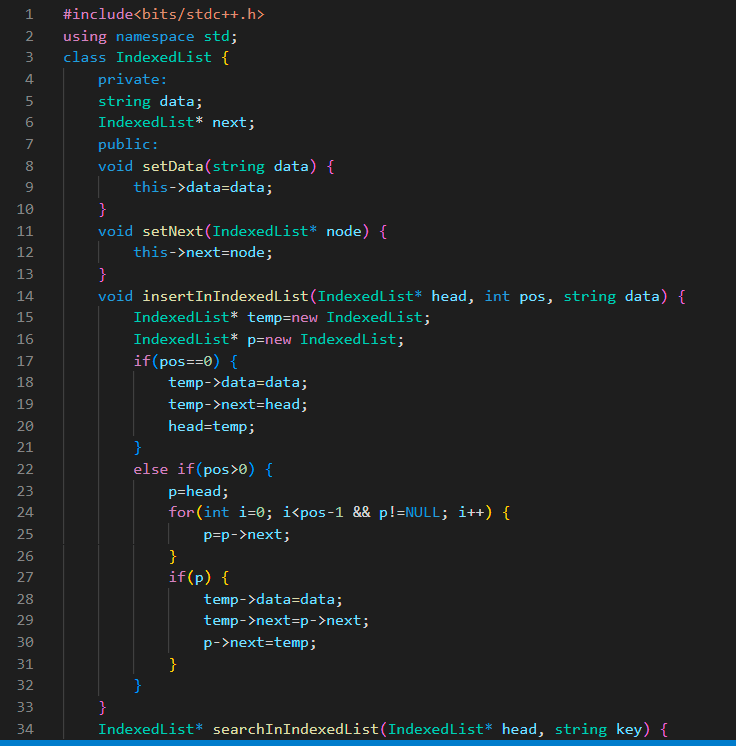 1 #include<bits/stdc++.h>
2 using namespace std;
3 class IndexedList {
4     private:
5     string data;
6     IndexedList* next;
7     public:
8     void setData(string data) {
9         this->data=data;
10     }
11     void setNext(IndexedList* node) {
12         this->next=node;
13     }
14     void insertInIndexedList(IndexedList* head, int pos, string data) {
15         IndexedList* temp=new IndexedList;
16         IndexedList* p=new IndexedList;
17         if(pos==0) {
18             temp->data=data;
19             temp->next=head;
20             head=temp;
21         }
22         else if(pos>0) {
23             p=head;
24             for(int i=0; i<pos-1 && p!=NULL; i++) {
25                 p=p->next;
26             }
27             if(p) {
28                 temp->data=data;
29                 temp->next=p->next;
30                 p->next=temp;
31             }
32         }
33     }
34     IndexedList* searchInIndexedList(IndexedList* head, string key) {